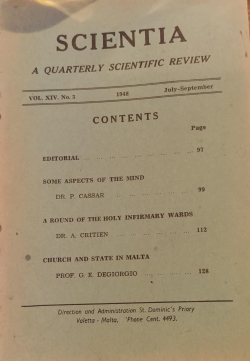 SCIENTIA
A QUARTERLY SCIENTIFIC REVIEW
VOL. XIV. No. 3 1948 July-September
CONTENTS
Page
EDITORIAL ... ... ... ... ... 97
SOME ASPECTS OF THE MIND
DR. P. CASSAR ... ... ... ... 99
A ROUND OF THE HOLY INFIRMARY WARDS
DR. A. CRITIEN ... ... ... ... 112
CHURCH AND STATE IN MALTA
PROF. G. E. DEGIORGIO ... ... ... 128
Direction and Administration St. Dominic's Priory
Valetta - Malta, 'Phone Cent. 4493.